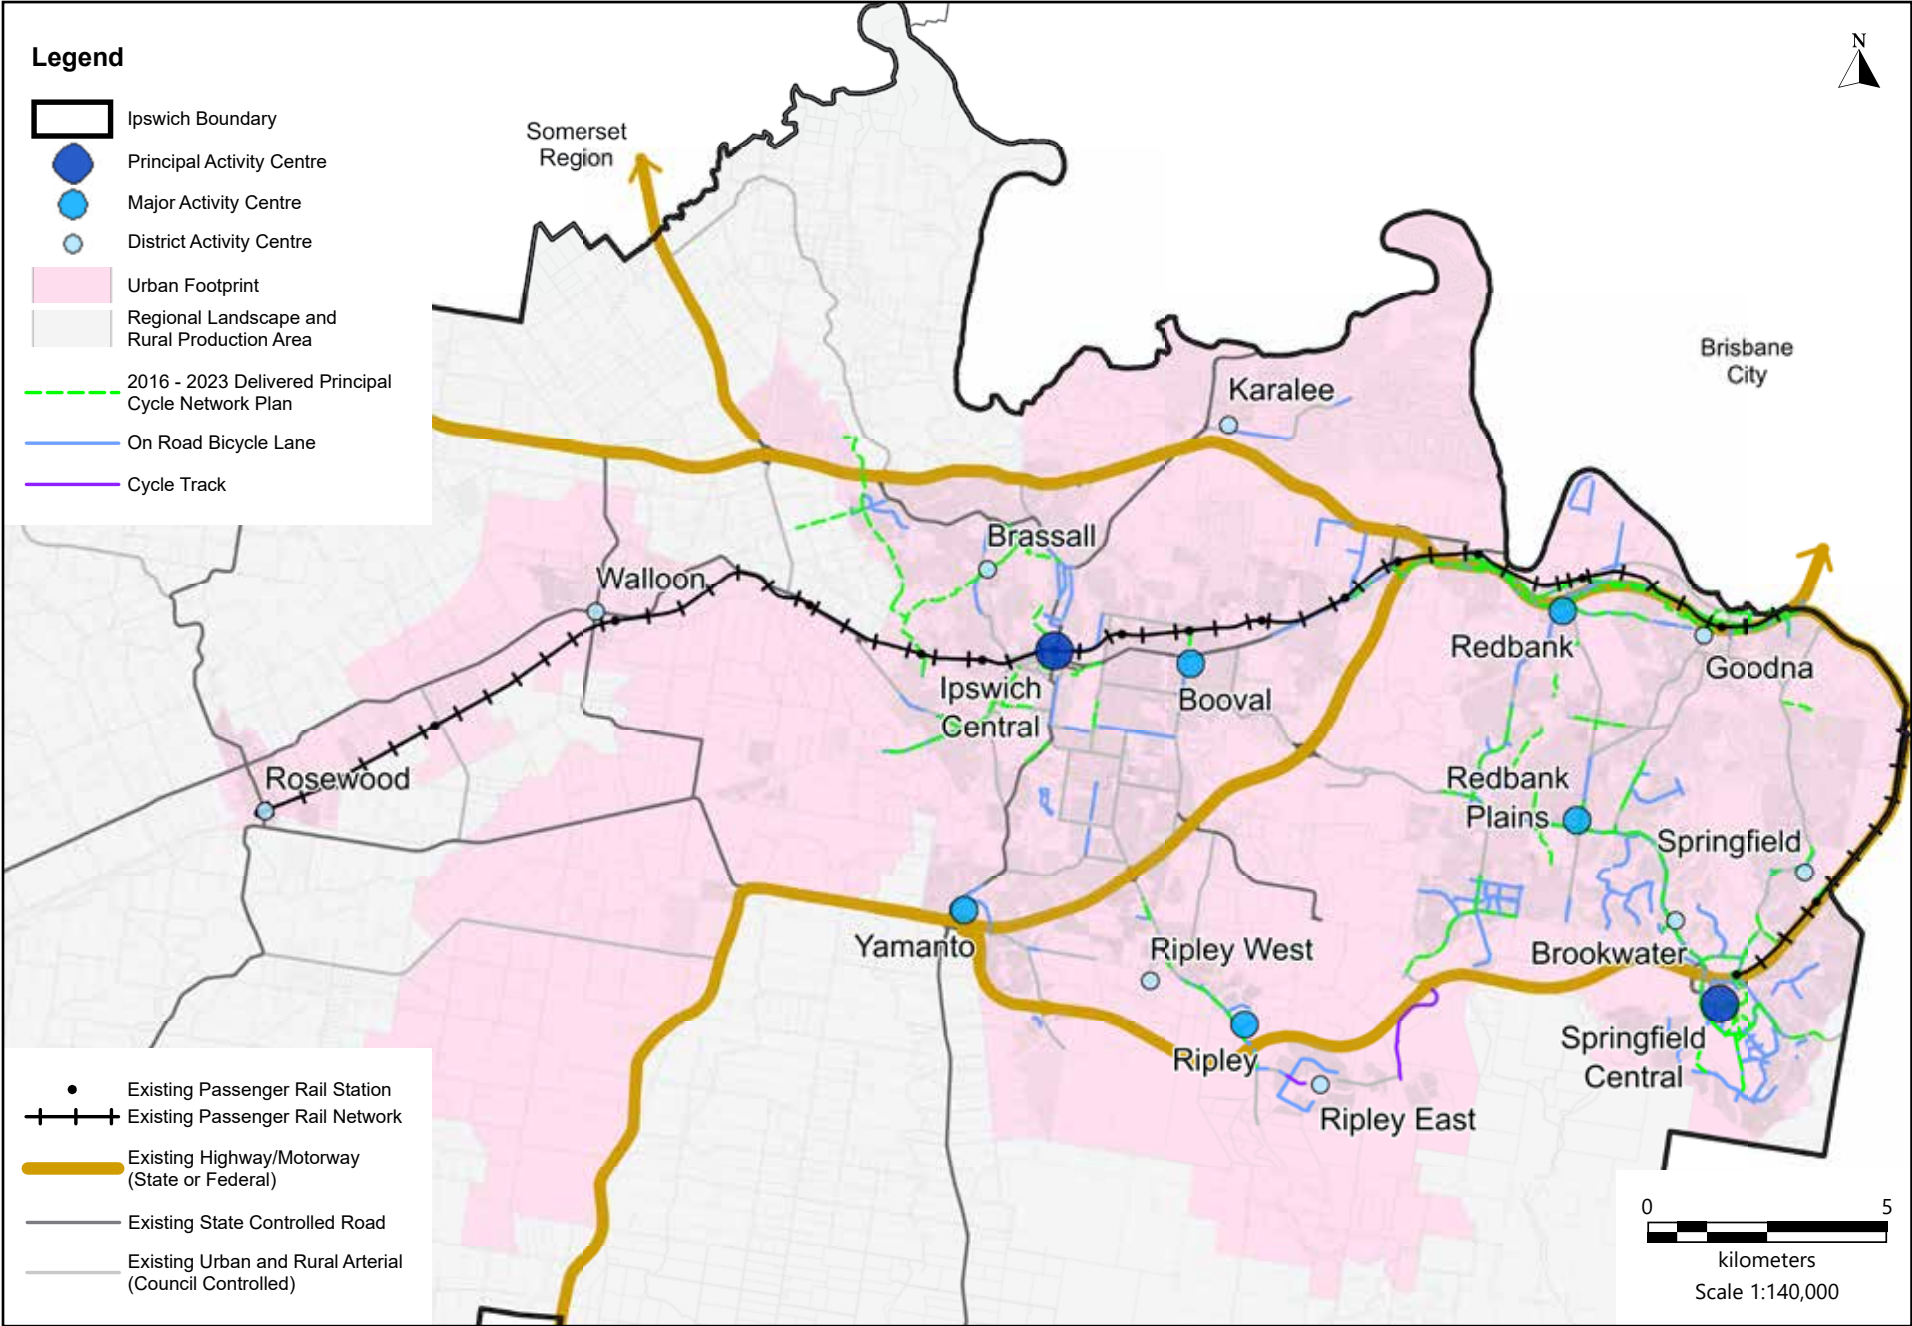 Legend
Ipswich Boundary
Principal Activity Centre
Major Activity Centre
District Activity Centre
Urban Footprint
Regional Landscape and
Rural Production Area
2016 - 2023 Delivered Principal
Cycle Network Plan
On Road Bicycle Lane
Cycle Track
N
Somerset
Region
Brisbane
City
Karalee
Brassall
Walloon
Redbank
Goodna
Ipswich
Central
Booval
Rosewood
Redbank
Plains
Springfield
Yamanto
Ripley West
Brookwater
Ripley
Springfield
Central
Ripley East
Existing Passenger Rail Station
Existing Passenger Rail Network
Existing Highway/Motorway
(State or Federal)
Existing State Controlled Road
Existing Urban and Rural Arterial
(Council Controlled)
0 5
kilometers
Scale 1:140,000